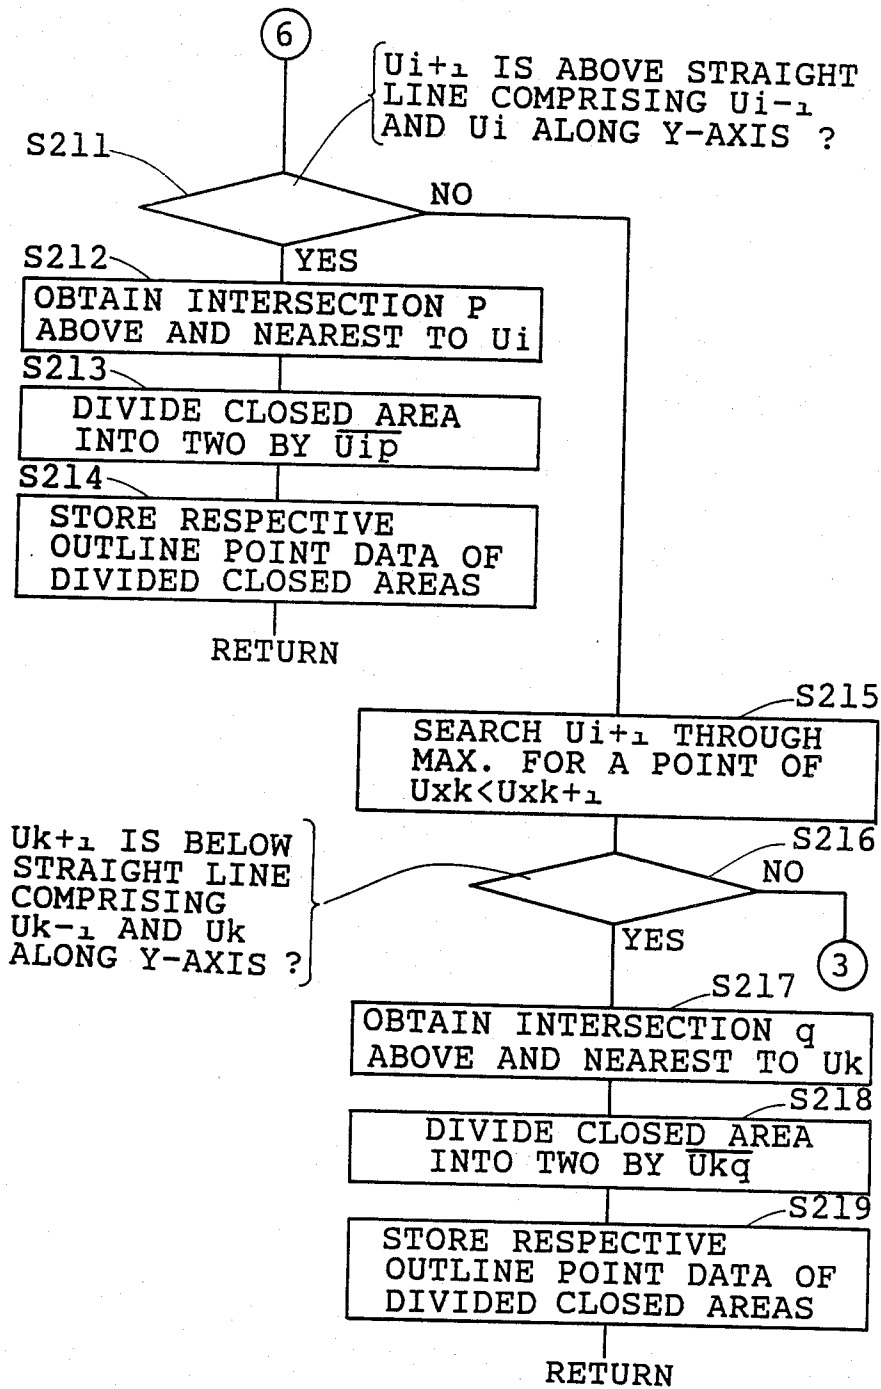 6
Ui+1 IS ABOVE STRAIGHT
LINE COMPRISING Ui-1
AND Ui ALONG Y-AXIS ?
S211
NO
YES
S212
OBTAIN INTERSECTION P
ABOVE AND NEAREST TO Ui
S213
DIVIDE CLOSED AREA
INTO TWO BY Uip
S214
STORE RESPECTIVE
OUTLINE POINT DATA OF
DIVIDED CLOSED AREAS
RETURN
S215
SEARCH Ui+1 THROUGH
MAX. FOR A POINT OF
Uxk<Uxk+1
S216
Uk+1 IS BELOW
STRAIGHT LINE
COMPRISING
Uk-1 AND Uk
ALONG Y-AXIS ?
NO
YES
3
S217
OBTAIN INTERSECTION q
ABOVE AND NEAREST TO Uk
S218
DIVIDE CLOSED AREA
INTO TWO BY Ukq
S219
STORE RESPECTIVE
OUTLINE POINT DATA OF
DIVIDED CLOSED AREAS
RETURN